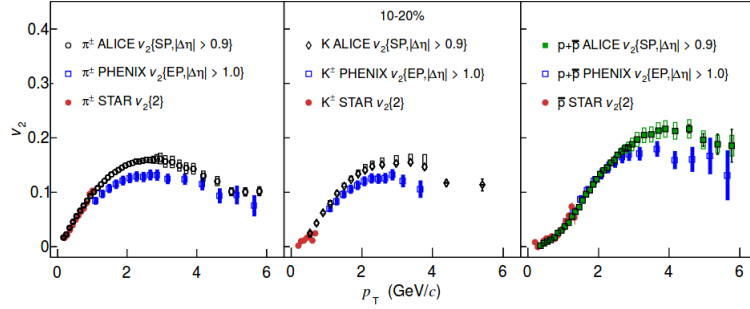 10-20%
π± ALICE v₂{SP,|Δη| > 0.9}
π± PHENIX v₂{EP,|Δη| > 1.0}
π± STAR v₂{2}
K ALICE v₂{SP,|Δη| > 0.9}
K± PHENIX v₂{EP,|Δη| > 1.0}
K± STAR v₂{2}
p+p̅ ALICE v₂{SP,|Δη| > 0.9}
p+p̅ PHENIX v₂{EP,|Δη| > 1.0}
p̅ STAR v₂{2}
v₂
0.4
0.3
0.2
0.1
0
0 2 4 6
0 2 4 6
0 2 4 6
p_T (GeV/c)